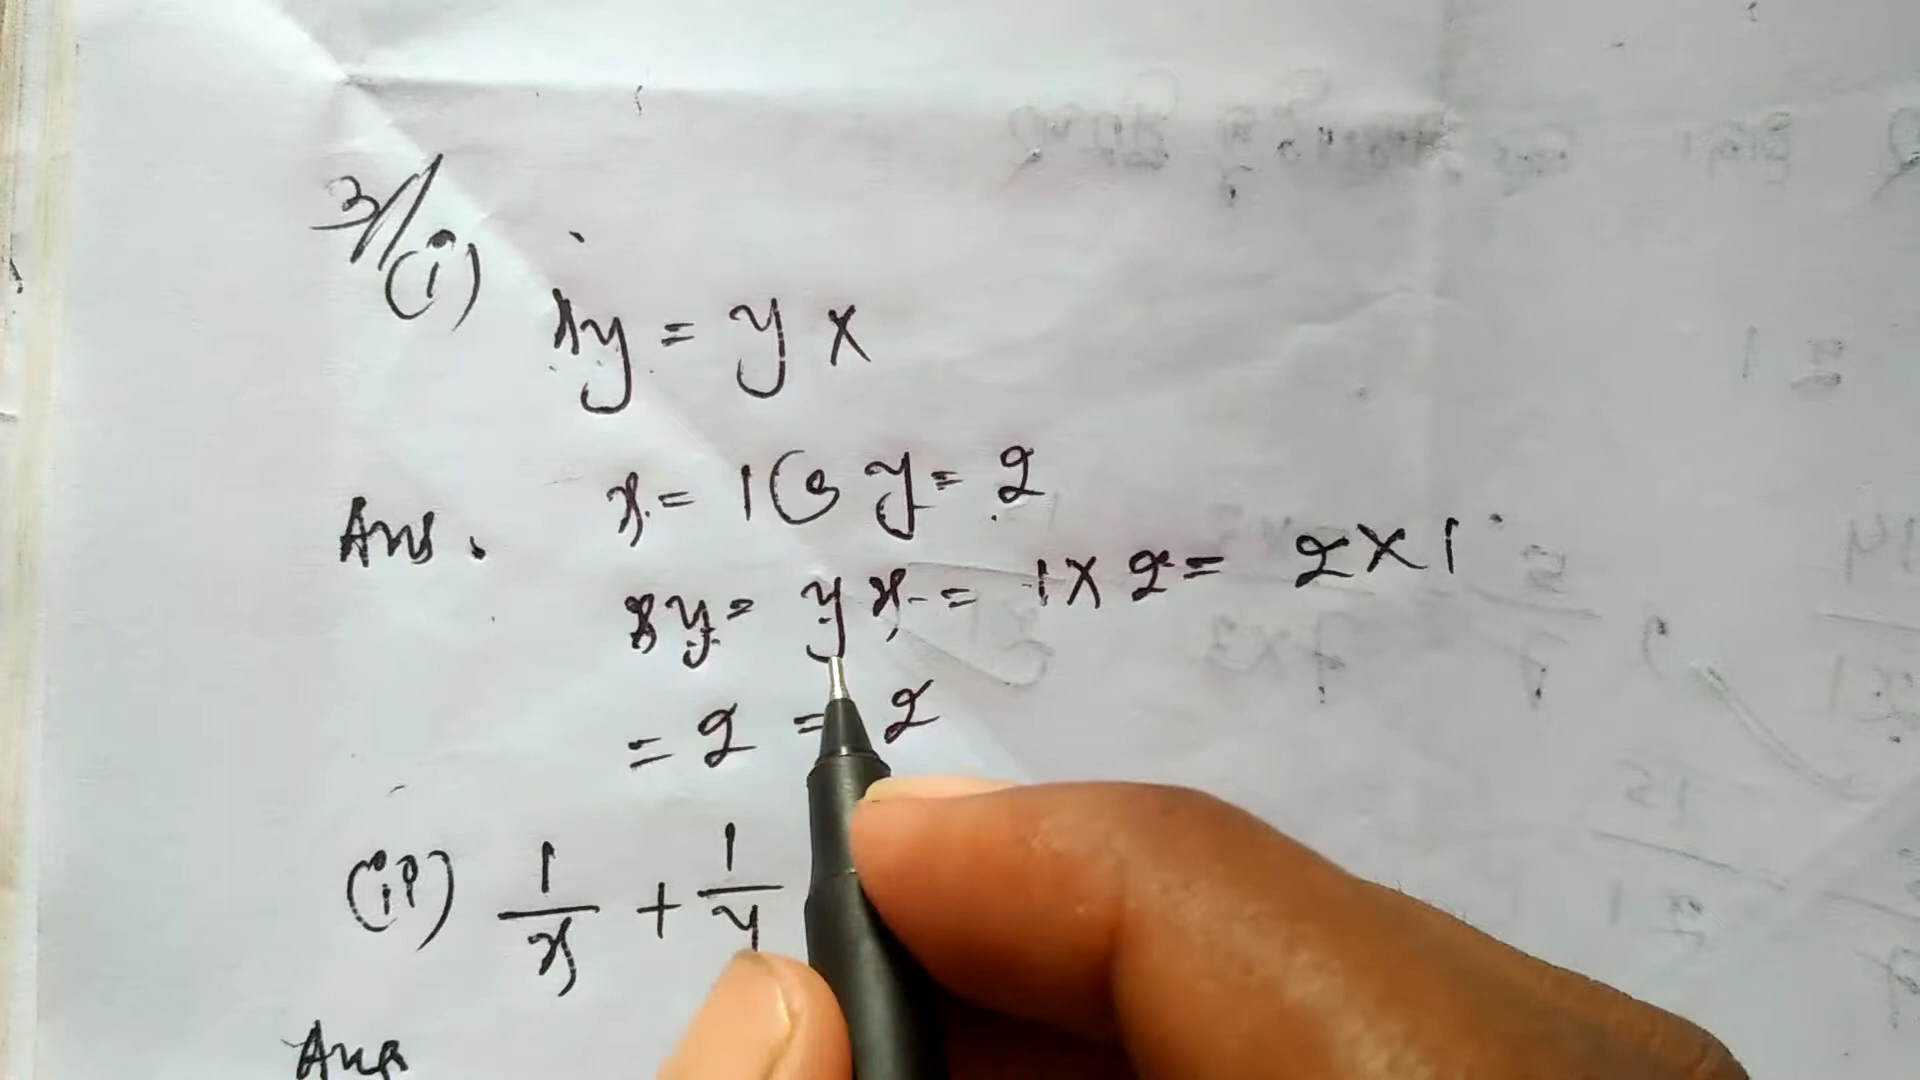 3/(i)
xy = yx
Ans. x = 1 ও y = 2
xy = yx = 1 X 2 = 2 X 1
= 2 = 2
(ii) 1/x + 1/y
Ans